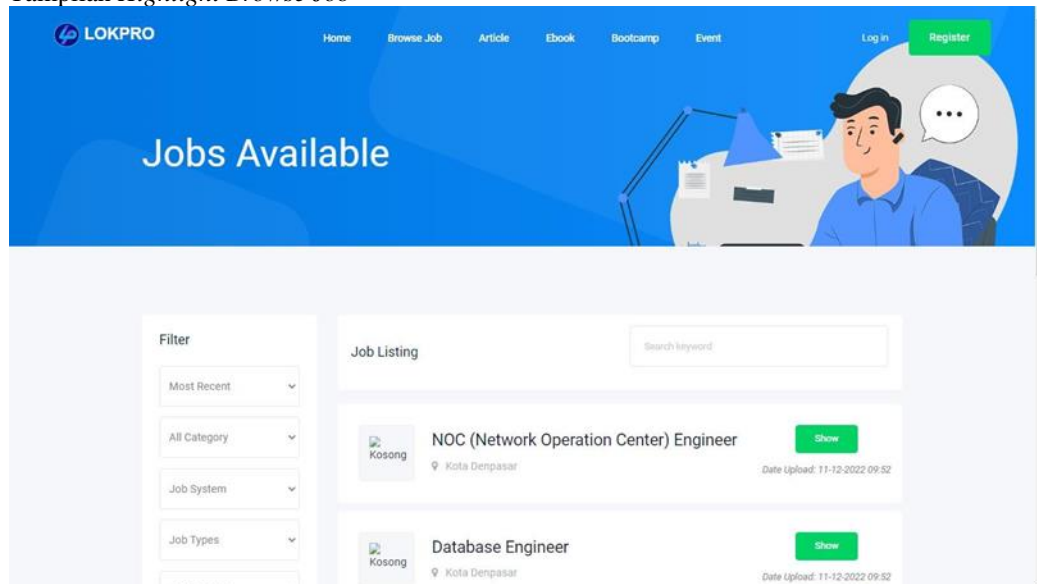 LOKPRO
Home Browse Job Article Ebook Bootcamp Event Log in Register
Jobs Available
Filter
Most Recent
All Category
Job System
Job Types
Job Listing
Search keyword
Kosong
NOC (Network Operation Center) Engineer
Kota Denpasar
Show
Date Upload: 11-12-2022 09:52
Kosong
Database Engineer
Kota Denpasar
Show
Date Upload: 11-12-2022 09:52